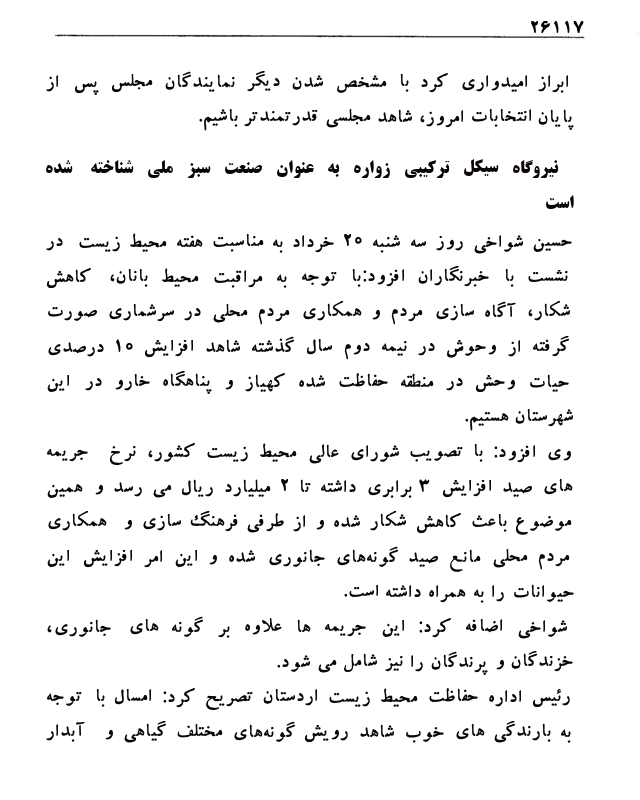 ۲۶۱۱۷
ابراز امیدواری کرد با مشخص شدن دیگر نمایندگان مجلس پس از
پایان انتخابات امروز، شاهد مجلسی قدرتمندتر باشیم.
نیروگاه سیکل ترکیبی زواره به عنوان صنعت سبز ملی شناخته شده
است
حسین شواخی روز سه شنبه ۲۵ خرداد به مناسبت هفته محیط زیست در
نشست با خبرنگاران افزود:با توجه به مراقبت محیط بانان، کاهش
شکار، آگاه سازی مردم و همکاری مردم محلی در سرشماری صورت
گرفته از وحوش در نیمه دوم سال گذشته شاهد افزایش ۱۵ درصدی
حیات وحش در منطقه حفاظت شده کهیاز و پناهگاه خارو در این
شهرستان هستیم.
وی افزود: با تصویب شورای عالی محیط زیست کشور، نرخ جریمه
های صید افزایش ۳ برابری داشته تا ۲ میلیارد ریال می رسد و همین
موضوع باعث کاهش شکار شده و از طرفی فرهنگ سازی و همکاری
مردم محلی مانع صید گونه‌های جانوری شده و این امر افزایش این
حیوانات را به همراه داشته است.
شواخی اضافه کرد: این جریمه ها علاوه بر گونه های جانوری،
خزندگان و پرندگان را نیز شامل می شود.
رئیس اداره حفاظت محیط زیست اردستان تصریح کرد: امسال با توجه
به بارندگی های خوب شاهد رویش گونه‌های مختلف گیاهی و آبدار